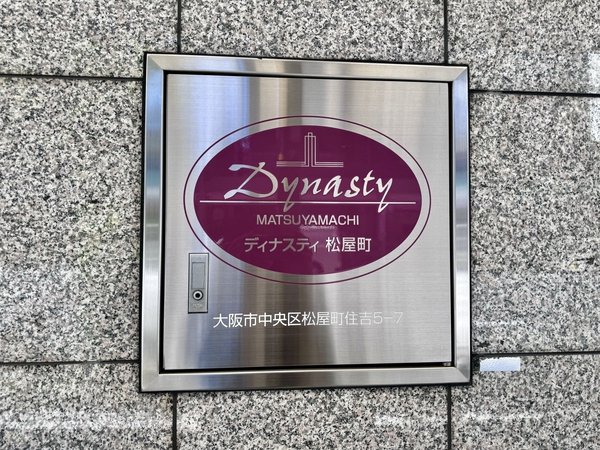 Dynasty
MATSUYAMACHI
ディナスティ 松屋町
大阪市中央区松屋町住吉5-7